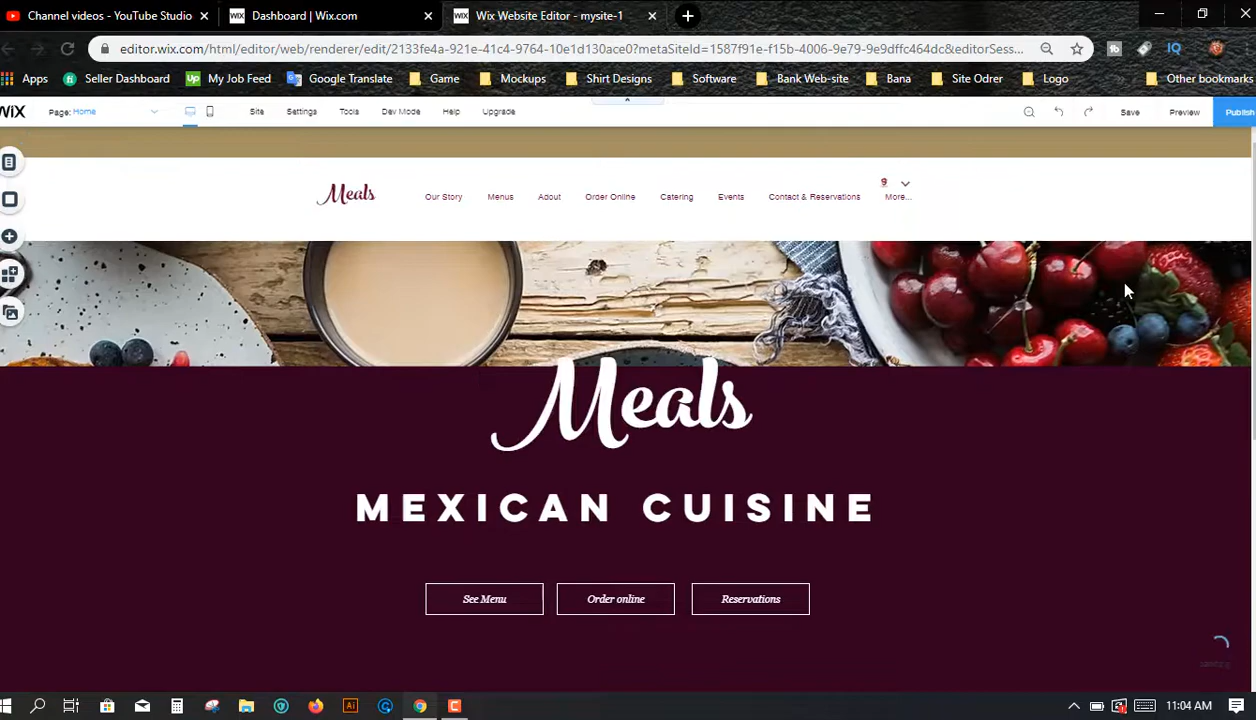 Channel videos - YouTube Studio
Dashboard | Wix.com
Wix Website Editor - mysite-1
editor.wix.com/html/editor/web/renderer/edit/2133fe4a-921e-41c4-9764-10e1d130ace0?metaSiteId=1587f91e-f15b-4006-9e79-9e9dffc464dc&editorSess...
Apps Seller Dashboard Up My Job Feed Google Translate Game Mockups Shirt Designs Software Bank Web-site Bana Site Odrer Logo Other bookmarks
WIX Page: Home Site Settings Tools Dev Mode Help Upgrade Save Preview Publish
Meals Our Story Menus About Order Online Catering Events Contact & Reservations More...
Meals
MEXICAN CUISINE
See Menu Order online Reservations
11:04 AM